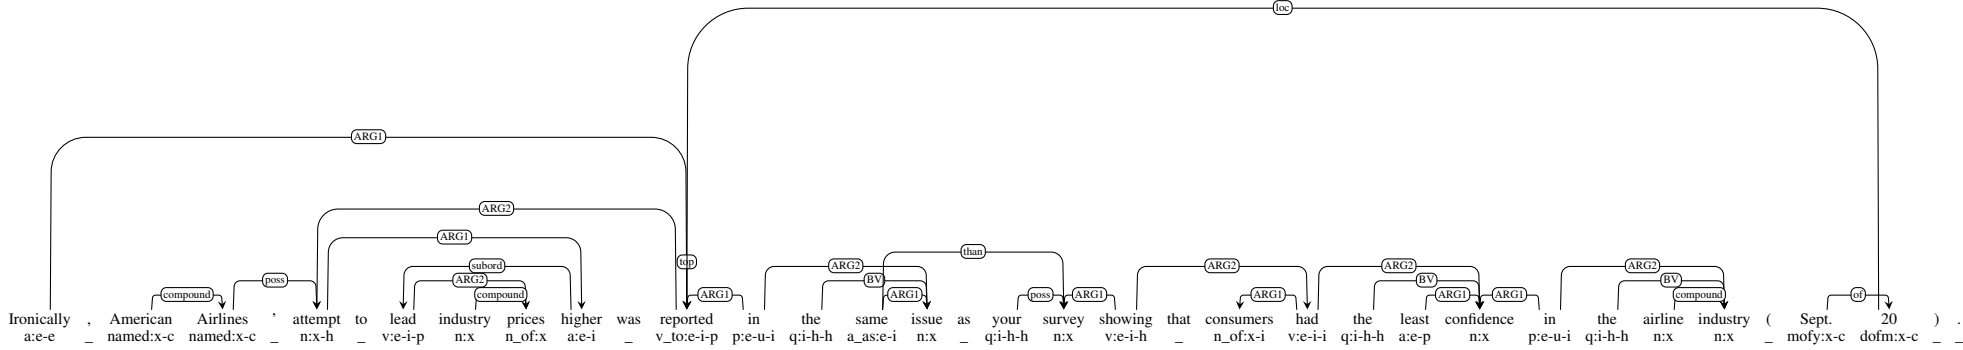 loc
ARG1
ARG2
ARG1
than
top
subord
ARG2
ARG2
ARG2
ARG2
poss
ARG2
BV
BV
BV
compound
compound
ARG1
ARG1
poss
ARG1
ARG1
ARG1
ARG1
compound
of
Ironically , American Airlines ' attempt to lead industry prices higher was reported in the same issue as your survey showing that consumers had the least confidence in the airline industry ( Sept. 20 ) .
a:e-e _ named:x-c named:x-c _ n:x-h _ v:e-i-p n:x n_of:x a:e-i _ v_to:e-i-p p:e-u-i q:i-h-h a_as:e-i n:x _ q:i-h-h n:x v:e-i-h _ n_of:x-i v:e-i-i q:i-h-h a:e-p n:x p:e-u-i q:i-h-h n:x n:x _ mofy:x-c dofm:x-c _ _